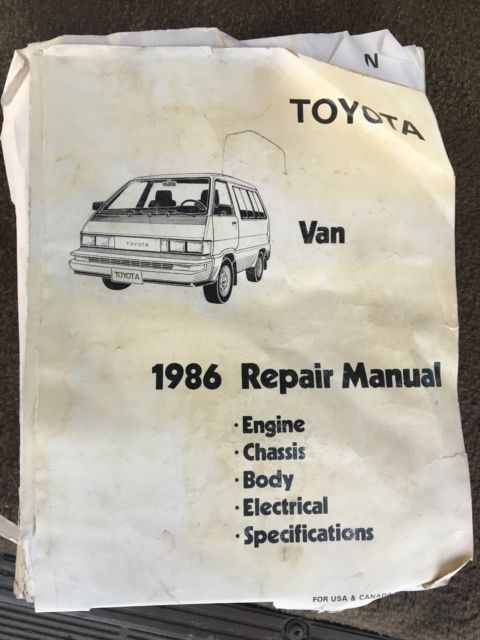 N
TOYOTA
Van
TOYOTA
TOYOTA
1986 Repair Manual
· Engine
· Chassis
· Body
· Electrical
· Specifications
FOR USA & CANADA